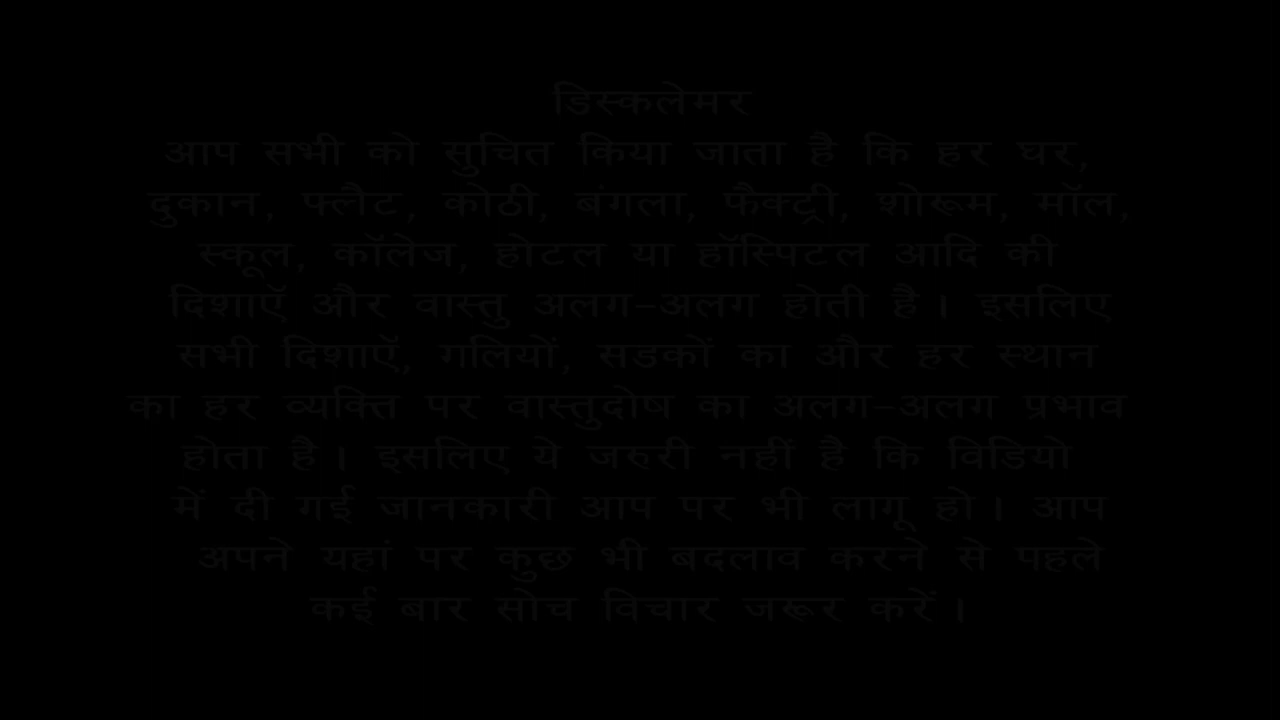 डिस्कलेमर
आप सभी को सुचित किया जाता है कि हर घर,
दुकान, फ्लैट, कोठी, बंगला, फैक्ट्री, शोरूम, मॉल,
स्कूल, कॉलेज, होटल या हॉस्पिटल आदि की
दिशाऐं और वास्तु अलग-अलग होती है। इसलिए
सभी दिशाऐं, गलियों, सडकों का और हर स्थान
का हर व्यक्ति पर वास्तुदोष का अलग-अलग प्रभाव
होता है। इसलिए ये जरुरी नहीं है कि विडियो
में दी गई जानकारी आप पर भी लागू हो। आप
अपने यहां पर कुछ भी बदलाव करने से पहले
कई बार सोच विचार जरूर करें।